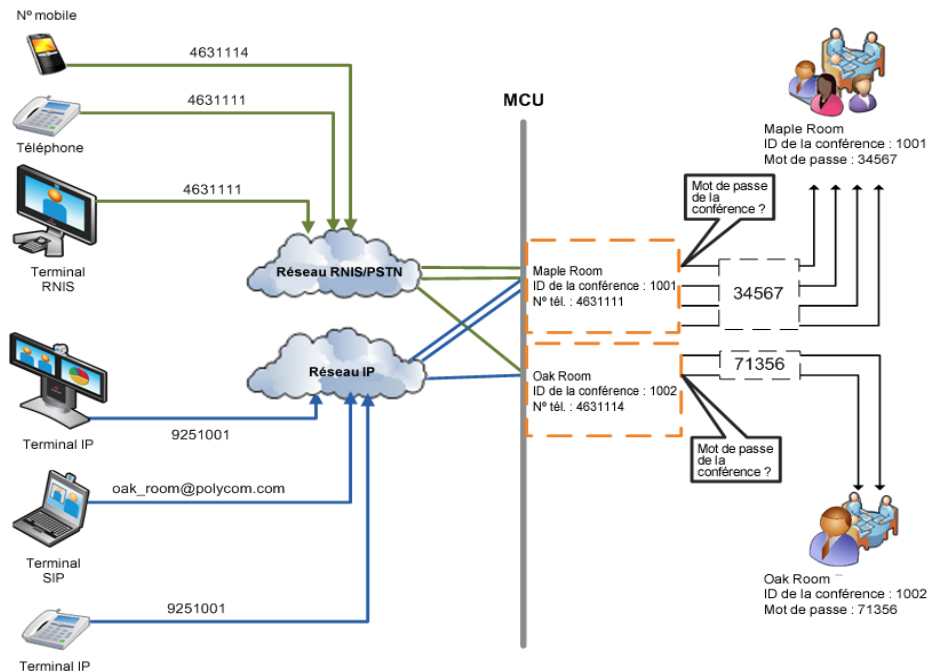 Nº mobile
4631114
4631111
Téléphone
4631111
Terminal
RNIS
Réseau RNIS/PSTN
Réseau IP
Terminal IP
9251001
oak_room@polycom.com
Terminal
SIP
9251001
Terminal IP
MCU
Maple Room
ID de la conférence : 1001
Nº tél. : 4631111
Oak Room
ID de la conférence : 1002
Nº tél. : 4631114
Mot de passe
de la
conférence ?
34567
71356
Mot de passe
de la
conférence ?
Maple Room
ID de la conférence : 1001
Mot de passe : 34567
Oak Room
ID de la conférence : 1002
Mot de passe : 71356